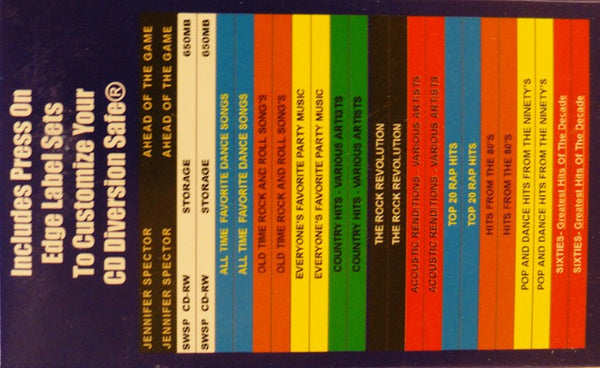 Includes Press On
Edge Label Sets
To Customize Your
CD Diversion Safe®
JENNIFER SPECTOR AHEAD OF THE GAME
JENNIFER SPECTOR AHEAD OF THE GAME
SWSP CD-RW STORAGE 650MB
SWSP CD-RW STORAGE 650MB
ALL TIME FAVORITE DANCE SONGS
ALL TIME FAVORITE DANCE SONGS
OLD TIME ROCK AND ROLL SONG'S
OLD TIME ROCK AND ROLL SONG'S
EVERYONE'S FAVORITE PARTY MUSIC
EVERYONE'S FAVORITE PARTY MUSIC
COUNTRY HITS - VARIOUS ARTISTS
COUNTRY HITS - VARIOUS ARTISTS
THE ROCK REVOLUTION
THE ROCK REVOLUTION
ACOUSTIC RENDITIONS - VARIOUS ARTISTS
ACOUSTIC RENDITIONS - VARIOUS ARTISTS
TOP 20 RAP HITS
TOP 20 RAP HITS
HITS FROM THE 80'S
HITS FROM THE 80'S
POP AND DANCE HITS FROM THE NINETY'S
POP AND DANCE HITS FROM THE NINETY'S
SIXTIES- Greatest Hits Of The Decade
SIXTIES- Greatest Hits Of The Decade